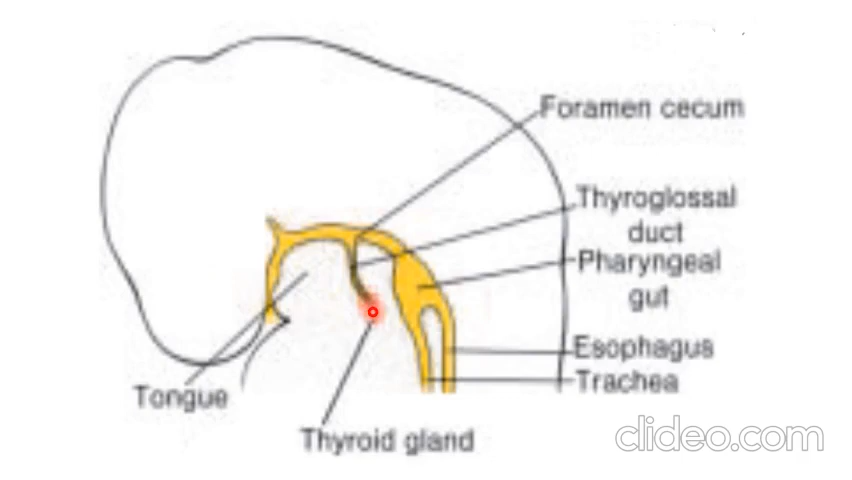 Foramen cecum
Thyroglossal
duct
Pharyngeal
gut
Esophagus
Trachea
Tongue
Thyroid gland
clideo.com